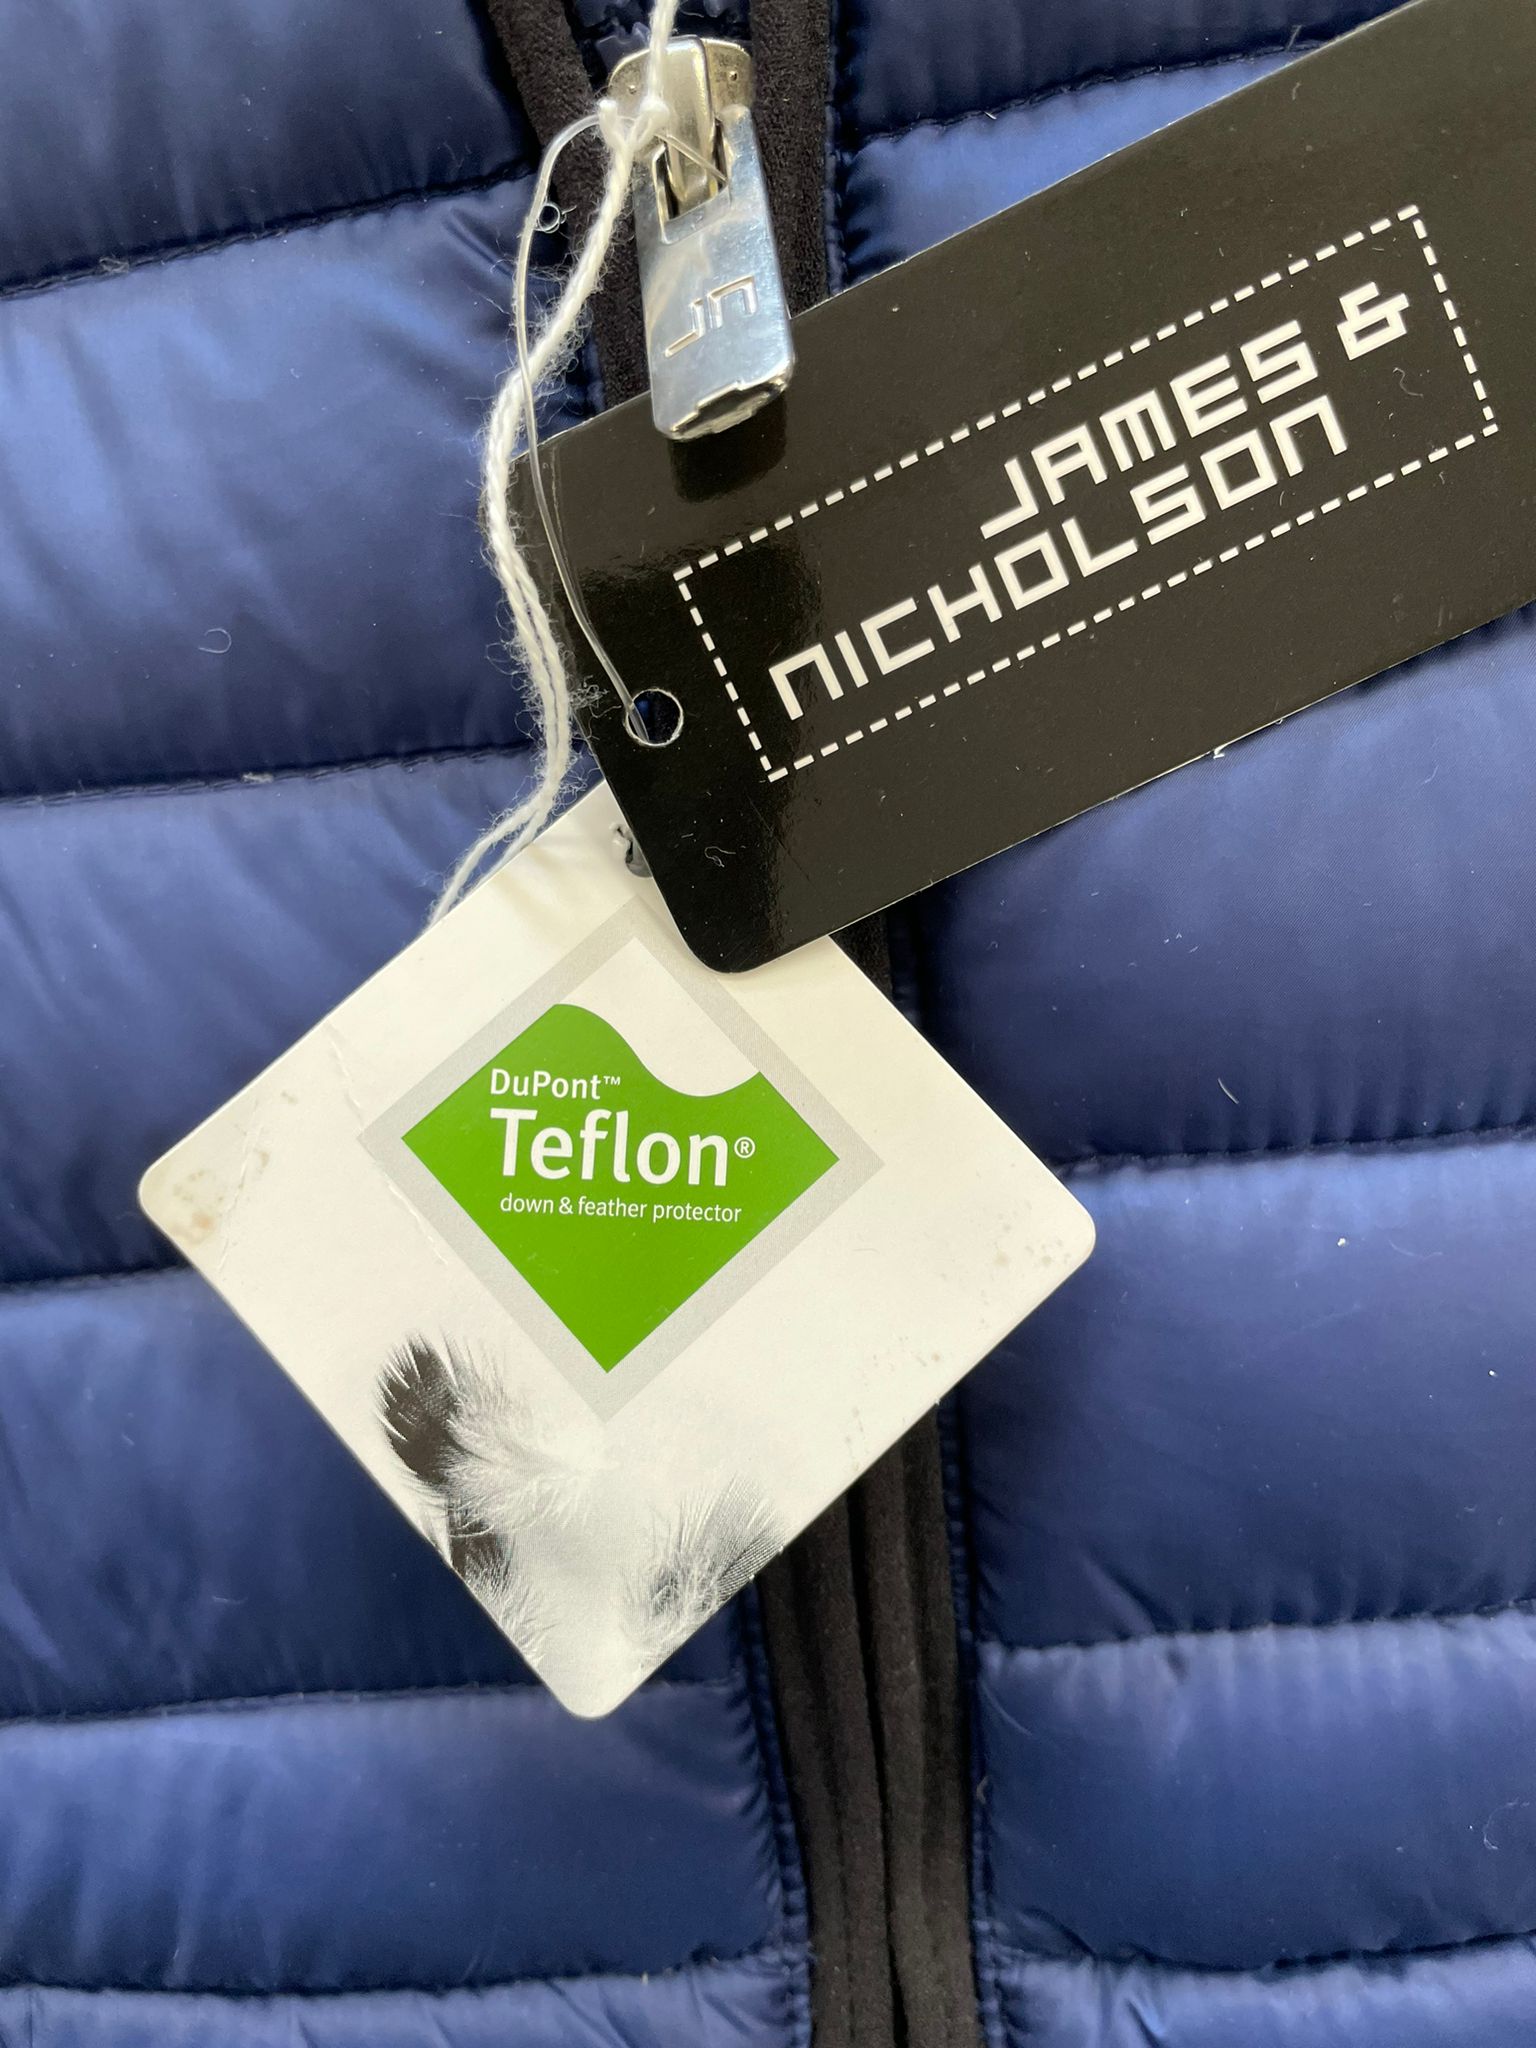 JN
JAMES &
NICHOLSON
DuPont™
Teflon®
down & feather protector